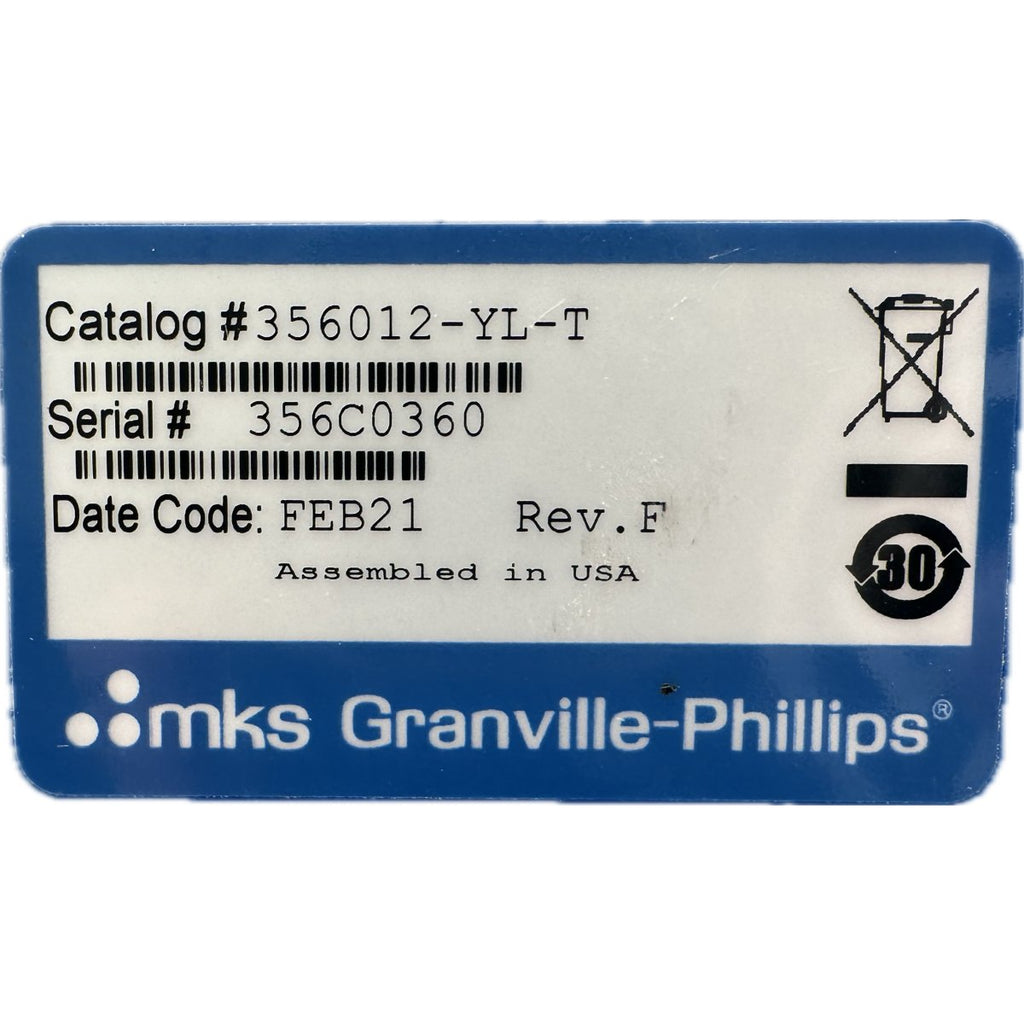 Catalog #356012-YL-T
Serial # 356C0360
Date Code: FEB21 Rev.F
Assembled in USA
30
mks Granville-Phillips®